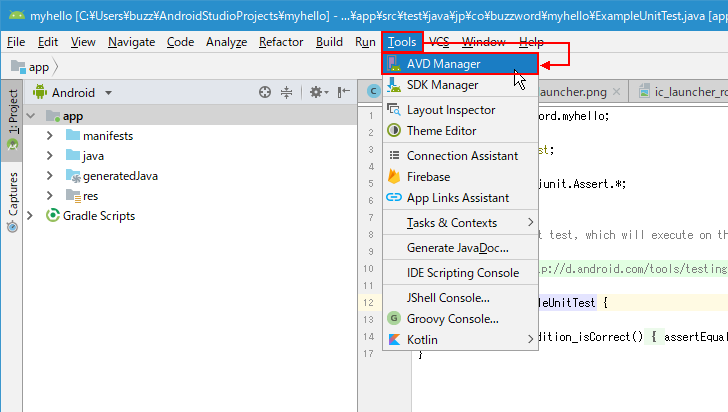 myhello [C:¥Users¥buzz¥AndroidStudioProjects¥myhello] - ...¥app¥src¥test¥java¥jp¥co¥buzzword¥myhello¥ExampleUnitTest.java [app
File Edit View Navigate Code Analyze Refactor Build Run Tools VCS Window Help
app
1: Project
Captures
Android
app
manifests
java
generatedJava
res
Gradle Scripts
AVD Manager
SDK Manager
Layout Inspector
Theme Editor
Connection Assistant
Firebase
App Links Assistant
Tasks & Contexts
Generate JavaDoc...
IDE Scripting Console
JShell Console...
Groovy Console...
Kotlin
C
auncher.png ic_launcher_ro
1 ord.myhello;
2
3 st;
4
5 junit.Assert.*;
6
7
8 t test, which will execute on th
9
10 p://d.android.com/tools/testing
11
12 leUnitTest {
13
14 dition_isCorrect() { assertEqua
17 }